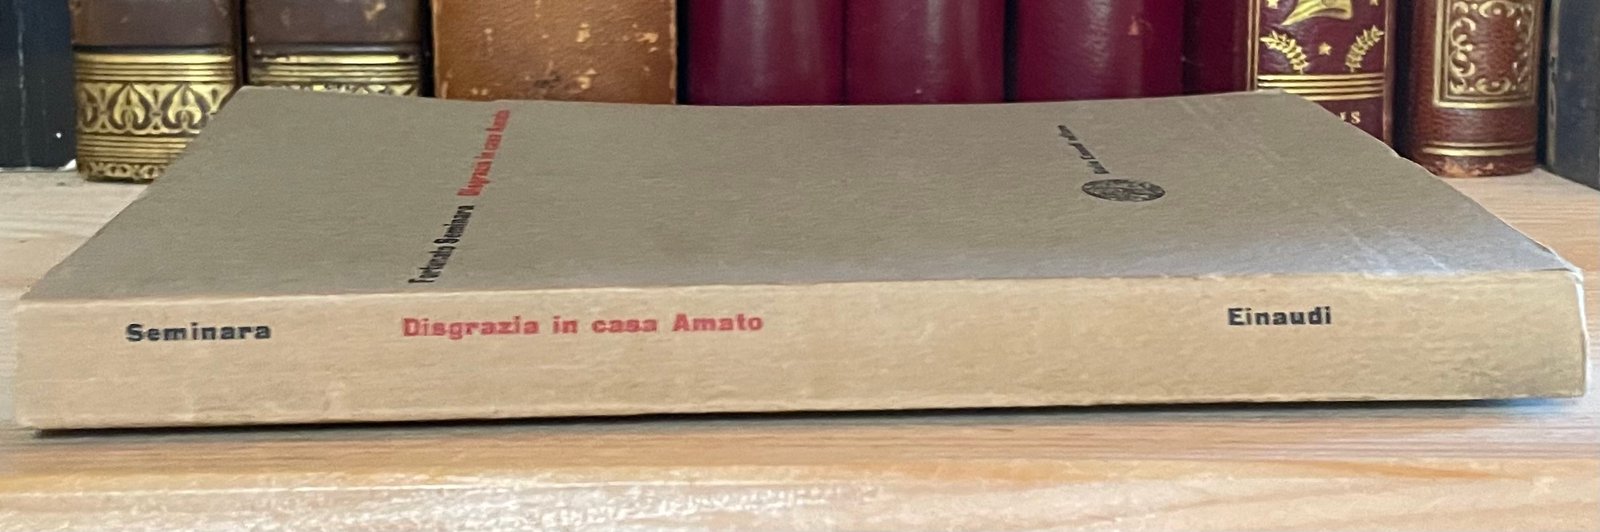 Fortunato Seminara Disgrazia in casa Amato
Seminara Disgrazia in casa Amato Einaudi